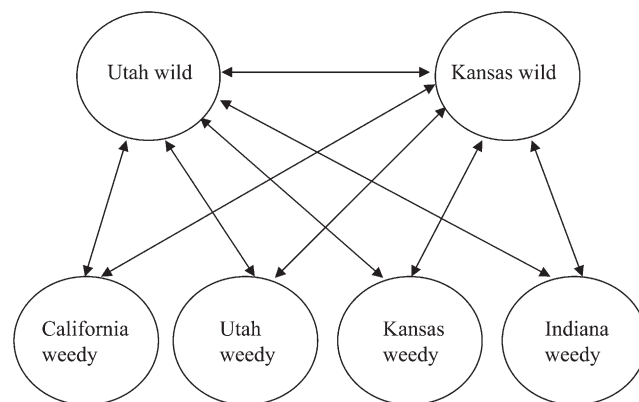 Utah wild
Kansas wild
California
weedy
Utah
weedy
Kansas
weedy
Indiana
weedy